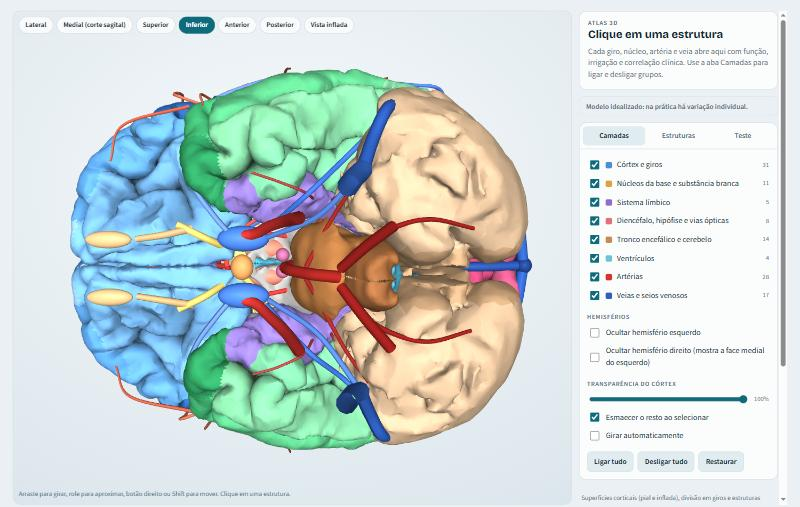 Lateral
Medial (corte sagital)
Superior
Inferior
Anterior
Posterior
Vista inflada
ATLAS 3D
Clique em uma estrutura
Cada giro, núcleo, artéria e veia abre aqui com função,
irrigação e correlação clínica. Use a aba Camadas para
ligar e desligar grupos.
Modelo idealizado: na prática há variação individual.
Camadas
Estruturas
Teste
Córtex e giros 31
Núcleos da base e substância branca 11
Sistema límbico 5
Diencéfalo, hipófise e vias ópticas 8
Tronco encefálico e cerebelo 14
Ventrículos 4
Artérias 28
Veias e seios venosos 17
HEMISFÉRIOS
Ocultar hemisfério esquerdo
Ocultar hemisfério direito (mostra a face medial
do esquerdo)
TRANSPARÊNCIA DO CÓRTEX
100%
Esmaecer o resto ao selecionar
Girar automaticamente
Ligar tudo
Desligar tudo
Restaurar
Arraste para girar, role para aproximar, botão direito ou Shift para mover. Clique em uma estrutura.
Superfícies corticais (pial e inflada), divisão em giros e estruturas